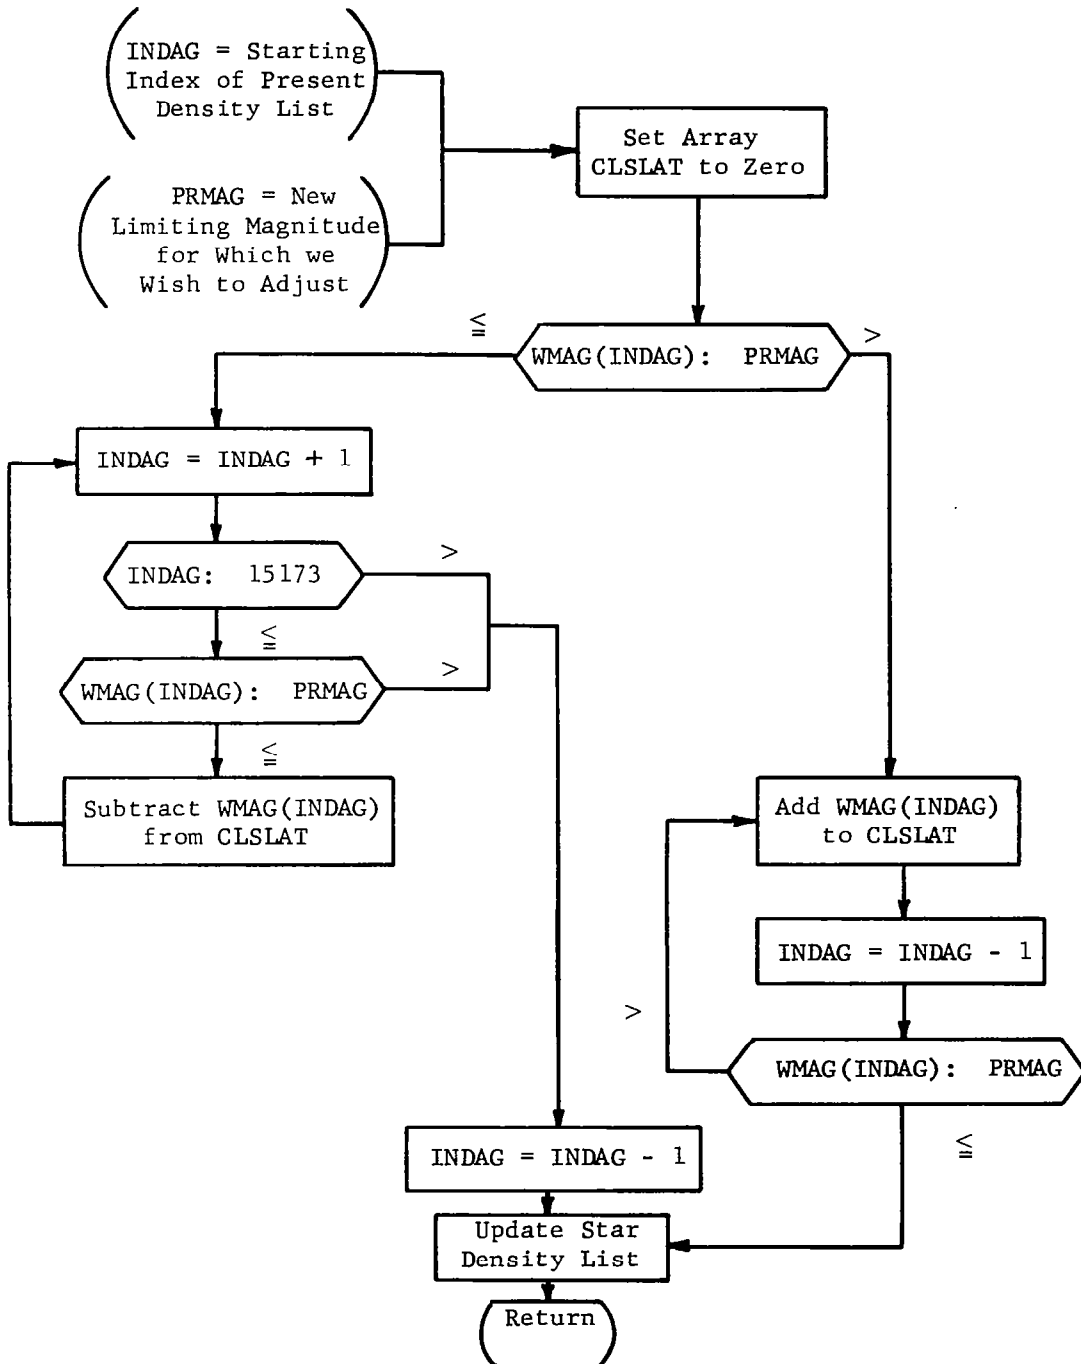 INDAG = Starting
Index of Present
Density List
Set Array
CLSLAT to Zero
PRMAG = New
Limiting Magnitude
for Which we
Wish to Adjust
≦
WMAG(INDAG): PRMAG
>
INDAG = INDAG + 1
INDAG: 15173
>
≦
WMAG(INDAG): PRMAG
>
≦
Subtract WMAG(INDAG)
from CLSLAT
Add WMAG(INDAG)
to CLSLAT
INDAG = INDAG - 1
>
WMAG(INDAG): PRMAG
≦
INDAG = INDAG - 1
Update Star
Density List
Return